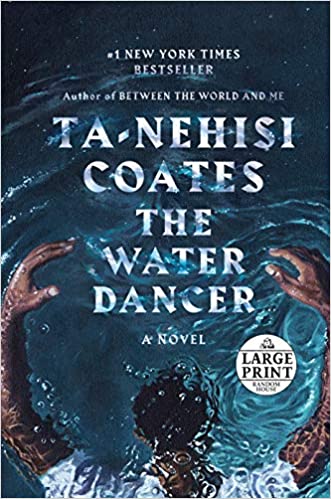 #1 NEW YORK TIMES
BESTSELLER
Author of BETWEEN THE WORLD AND ME
TA-NEHISI
COATES
THE
WATER
DANCER
A NOVEL
LARGE
PRINT
RANDOM
HOUSE